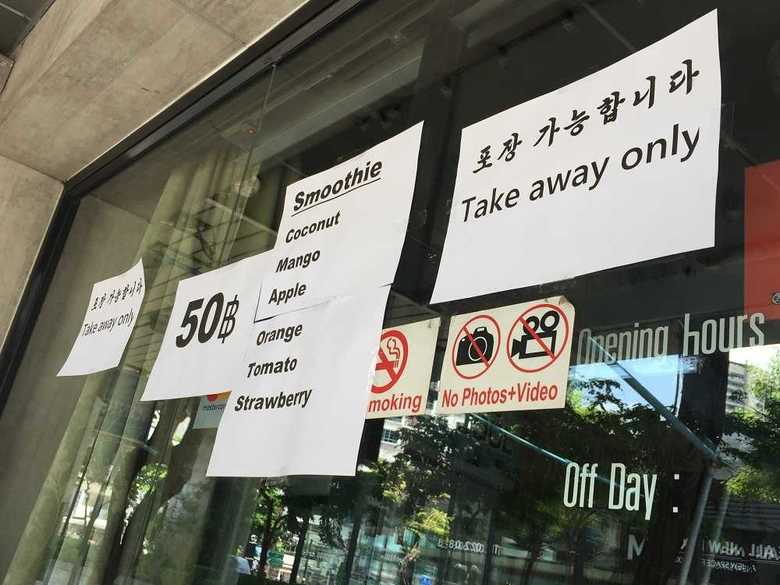 포장 가능합니다
Take away only
50฿
Smoothie
Coconut
Mango
Apple
Orange
Tomato
Strawberry
포장 가능합니다
Take away only
moking
No Photos+Video
Opening hours
Off Day :